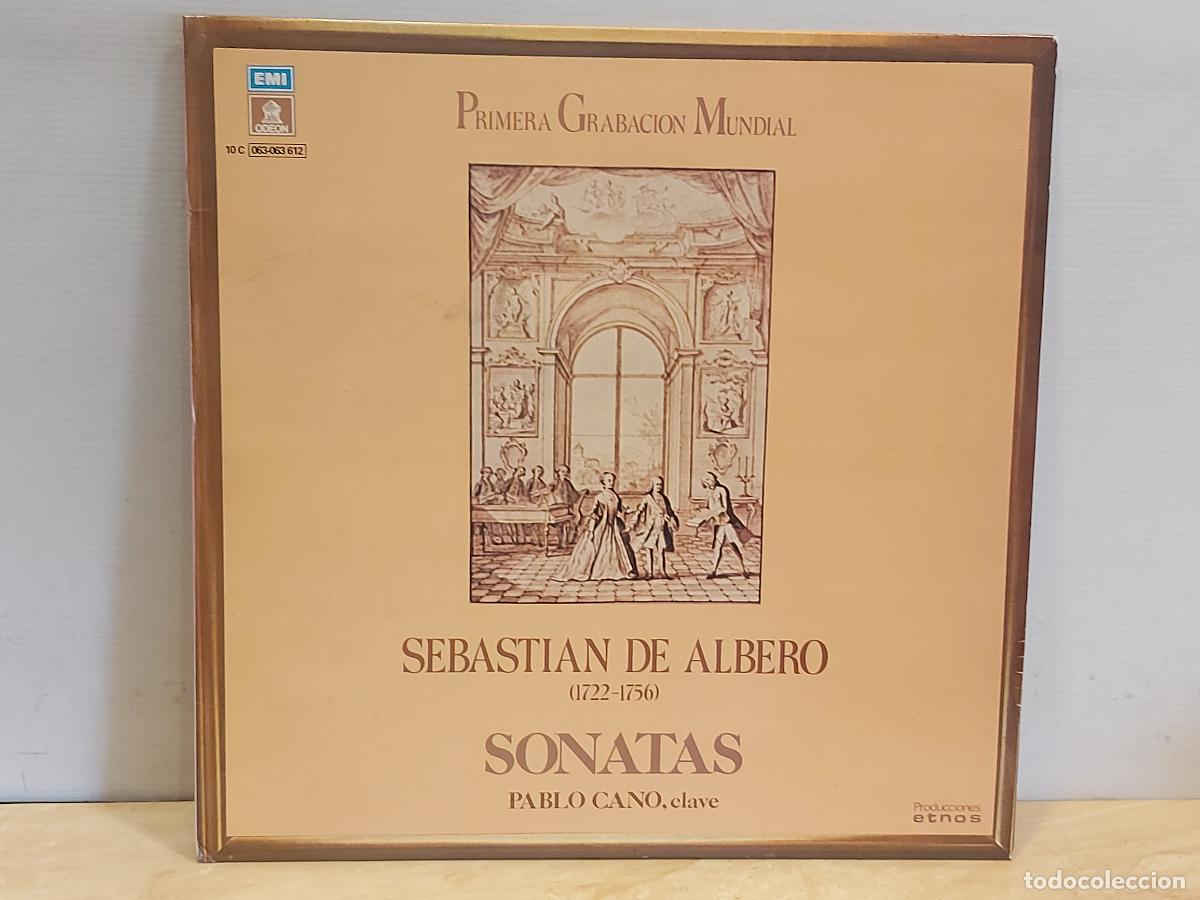 EMI
ODEON
10 C 063-063 612
PRIMERA GRABACION MUNDIAL
SEBASTIAN DE ALBERO
(1722-1756)
SONATAS
PABLO CANO, clave
Producciones
etnos
todocoleccion